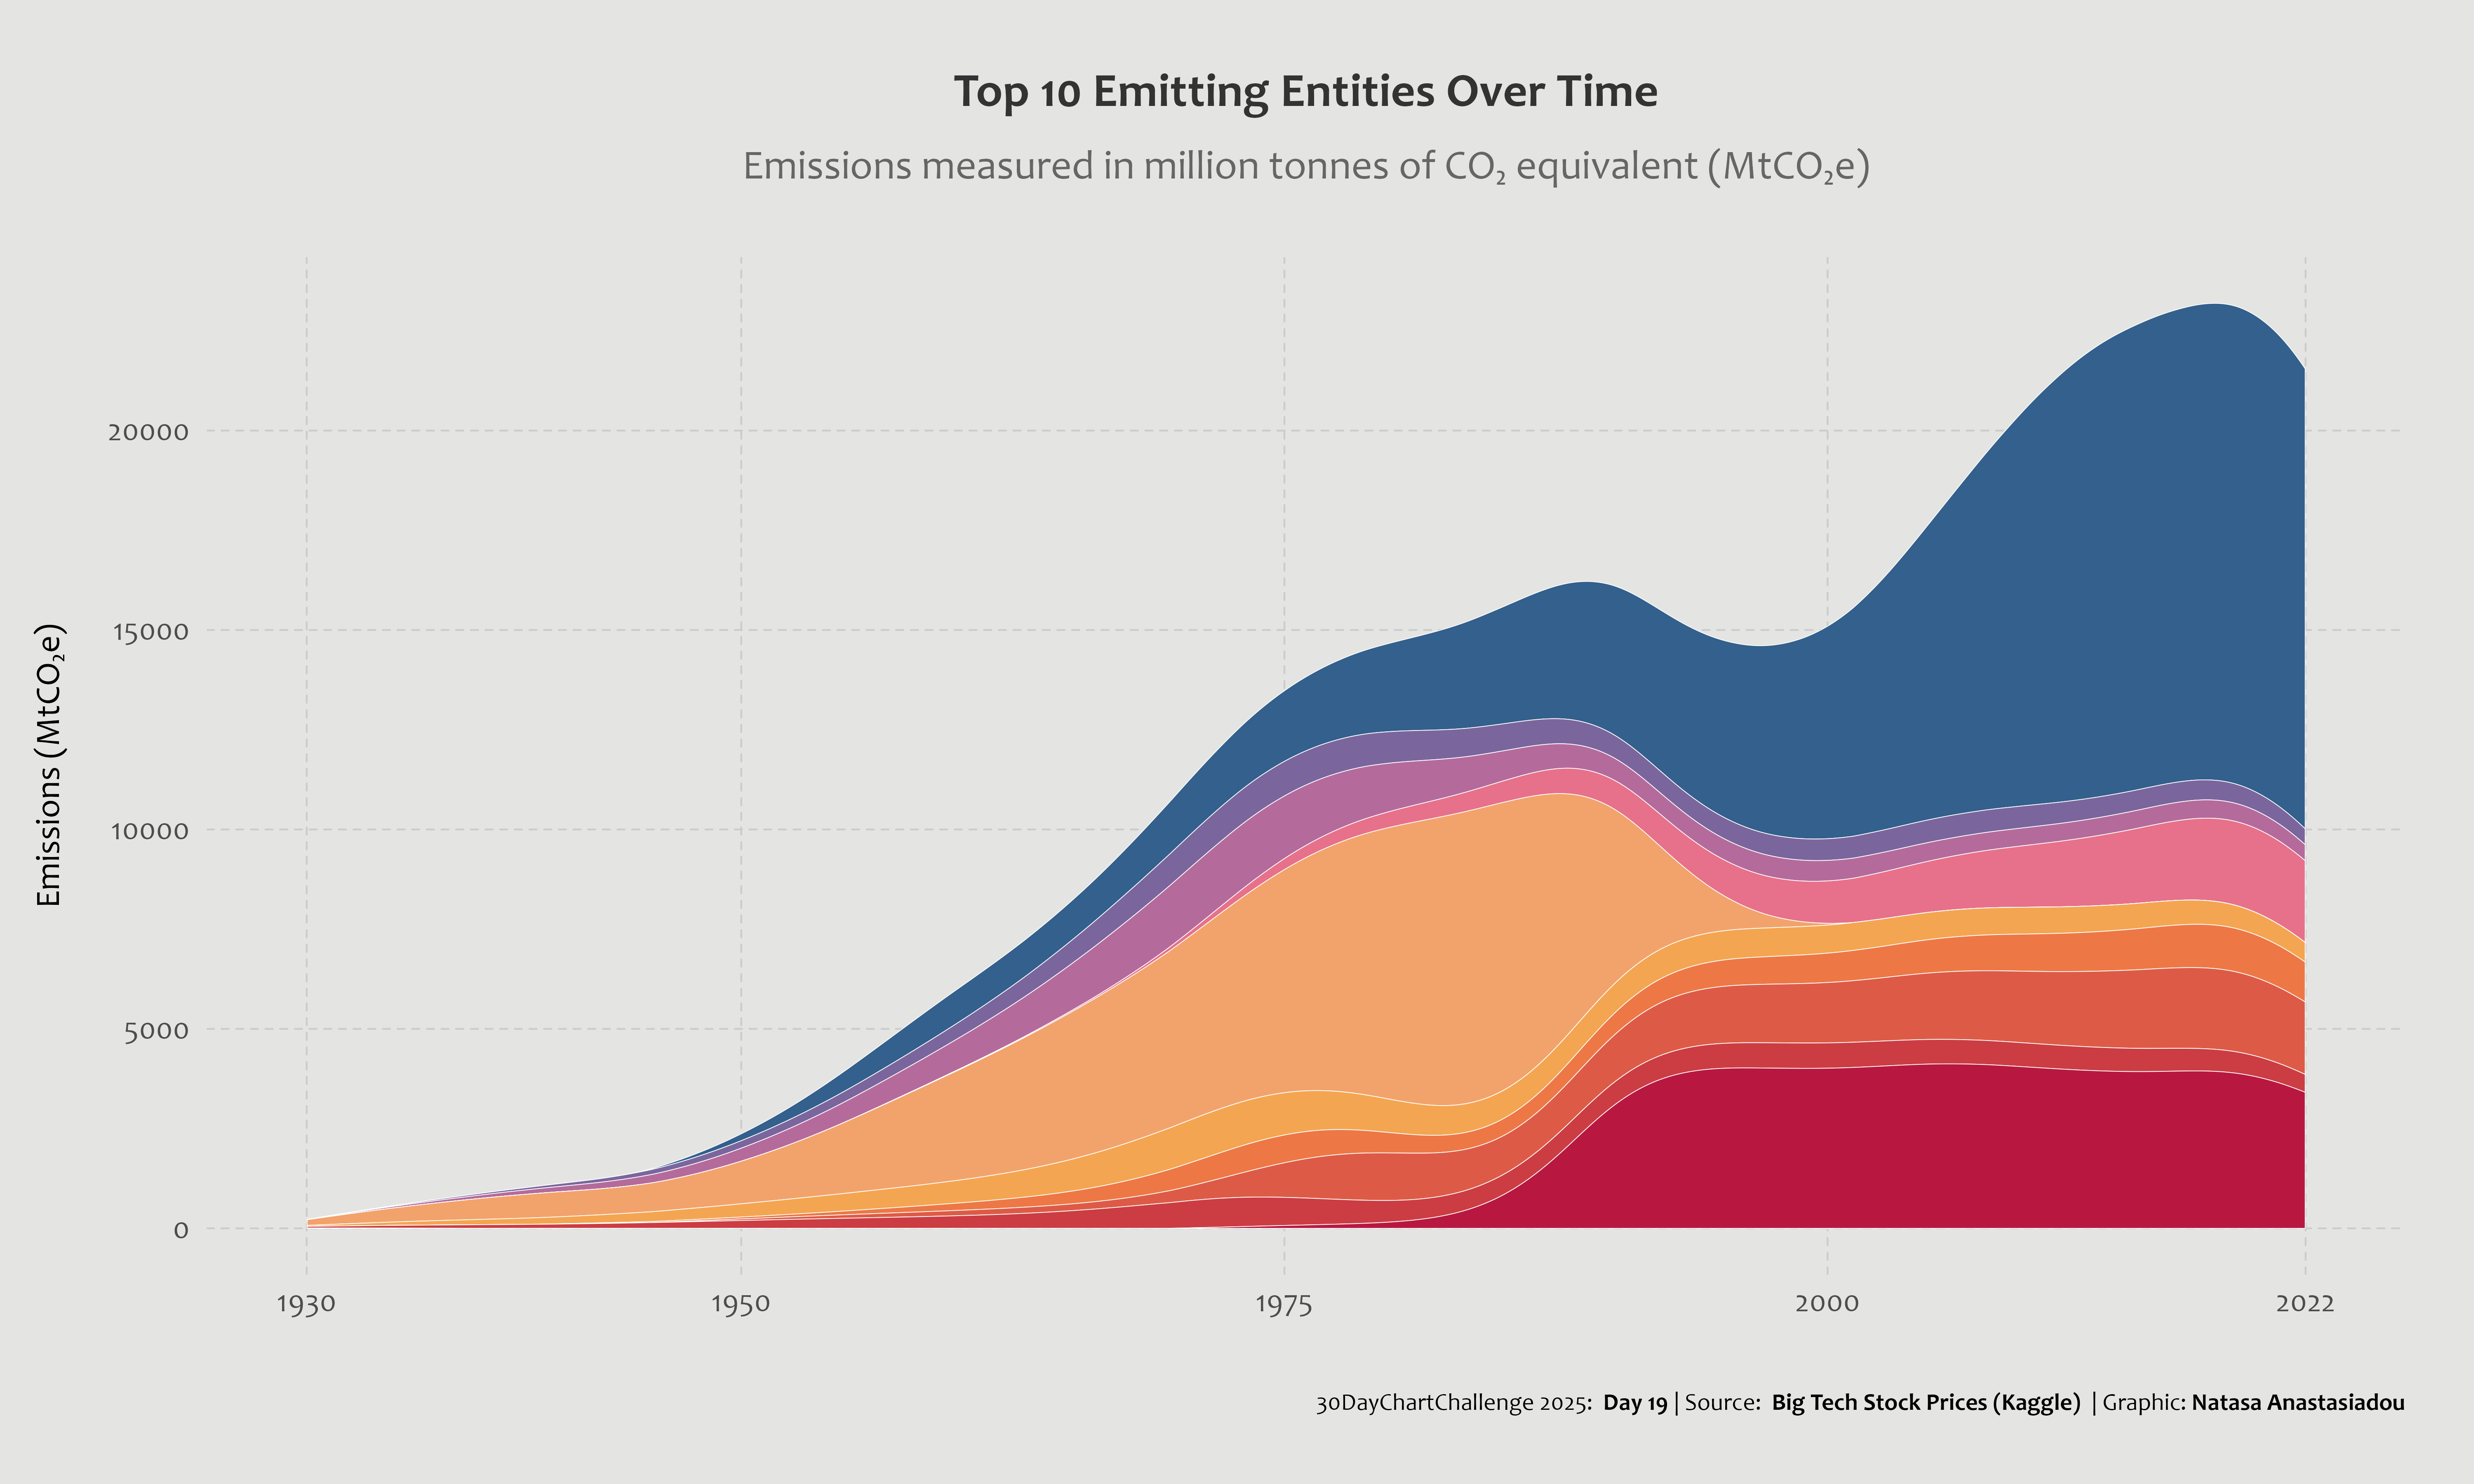 Top 10 Emitting Entities Over Time
Emissions measured in million tonnes of CO₂ equivalent (MtCO₂e)
Emissions (MtCO₂e)
20000
15000
10000
5000
0
1930 1950 1975 2000 2022
30DayChartChallenge 2025: Day 19 | Source: Big Tech Stock Prices (Kaggle) | Graphic: Natasa Anastasiadou